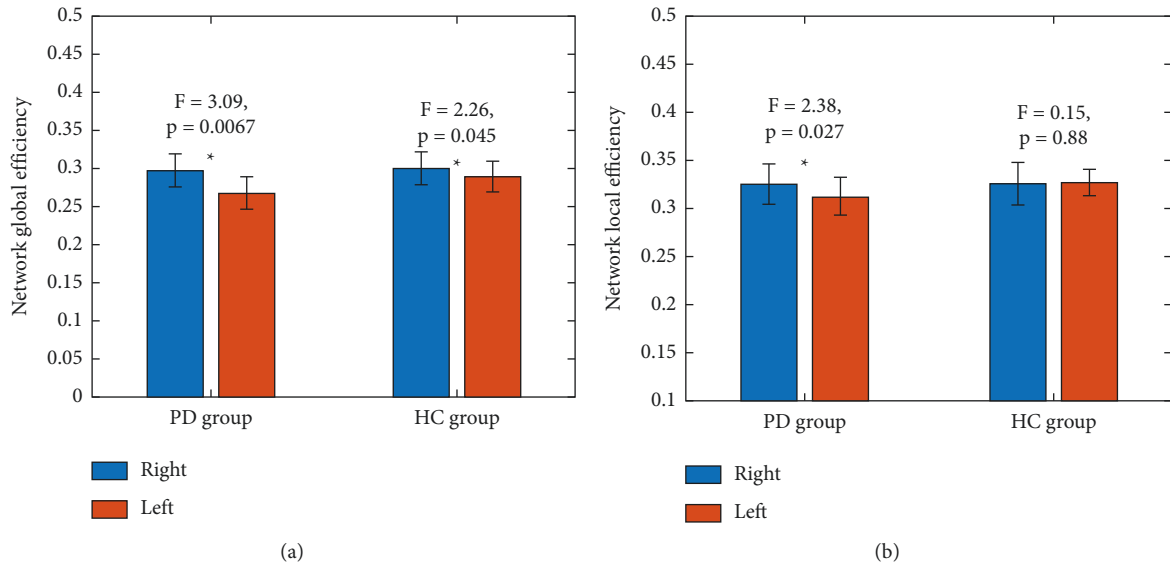 0.5
0.45
0.4
0.35
0.3
0.25
0.2
0.15
0.1
0.05
0
Network global efficiency
F = 3.09,
p = 0.0067
*
F = 2.26,
p = 0.045
*
PD group
HC group
Right
Left
(a)
0.5
0.45
0.4
0.35
0.3
0.25
0.2
0.15
0.1
Network local efficiency
F = 2.38,
p = 0.027
*
F = 0.15,
p = 0.88
PD group
HC group
Right
Left
(b)